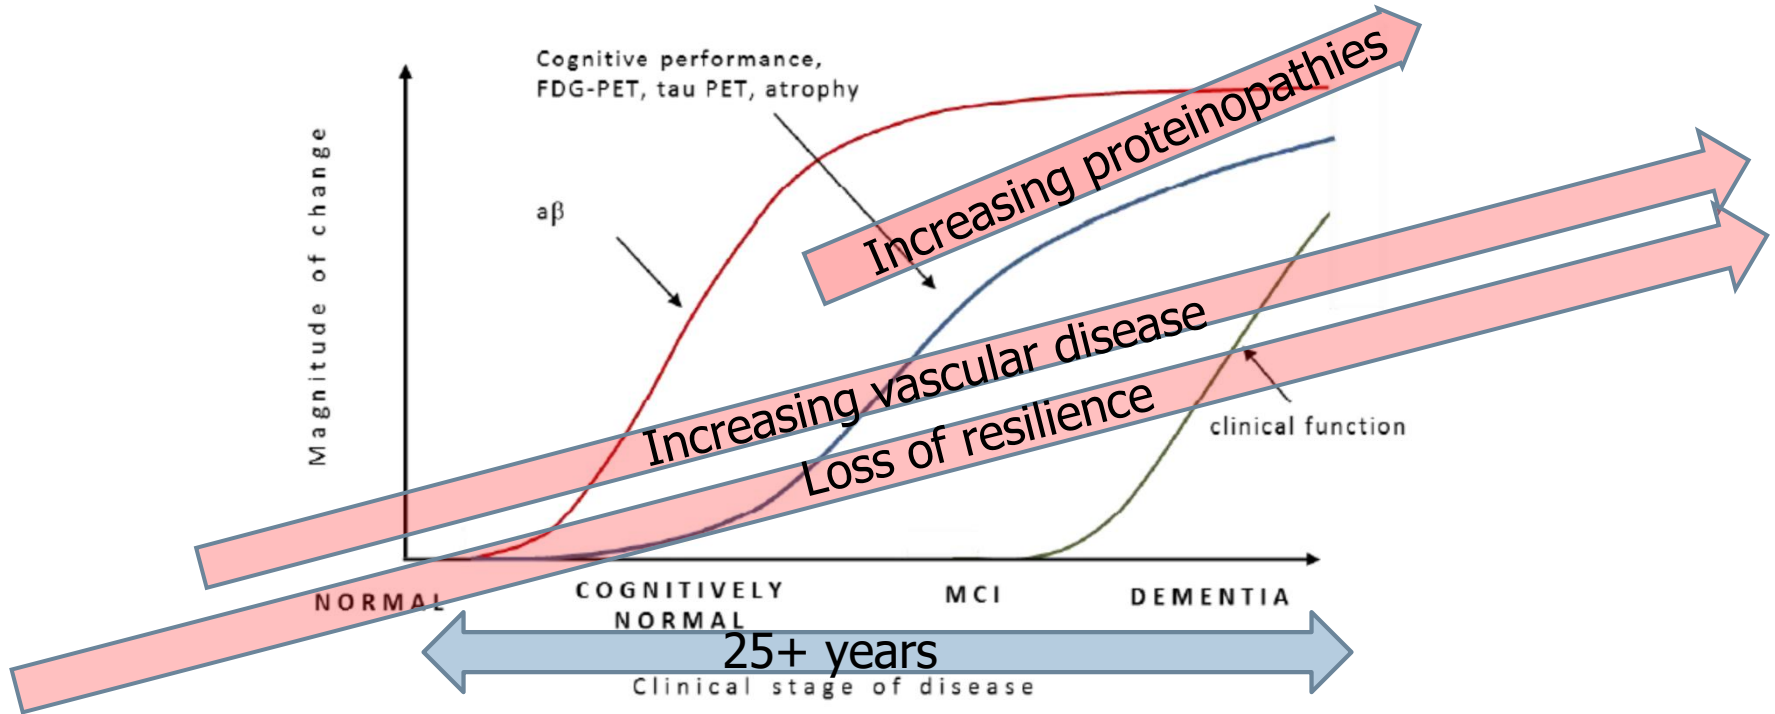 Cognitive performance,
FDG-PET, tau PET, atrophy
Increasing proteinopathies
Magnitude of change
aβ
Increasing vascular disease
Loss of resilience
clinical function
NORMAL
COGNITIVELY
NORMAL
MCI
DEMENTIA
25+ years
Clinical stage of disease